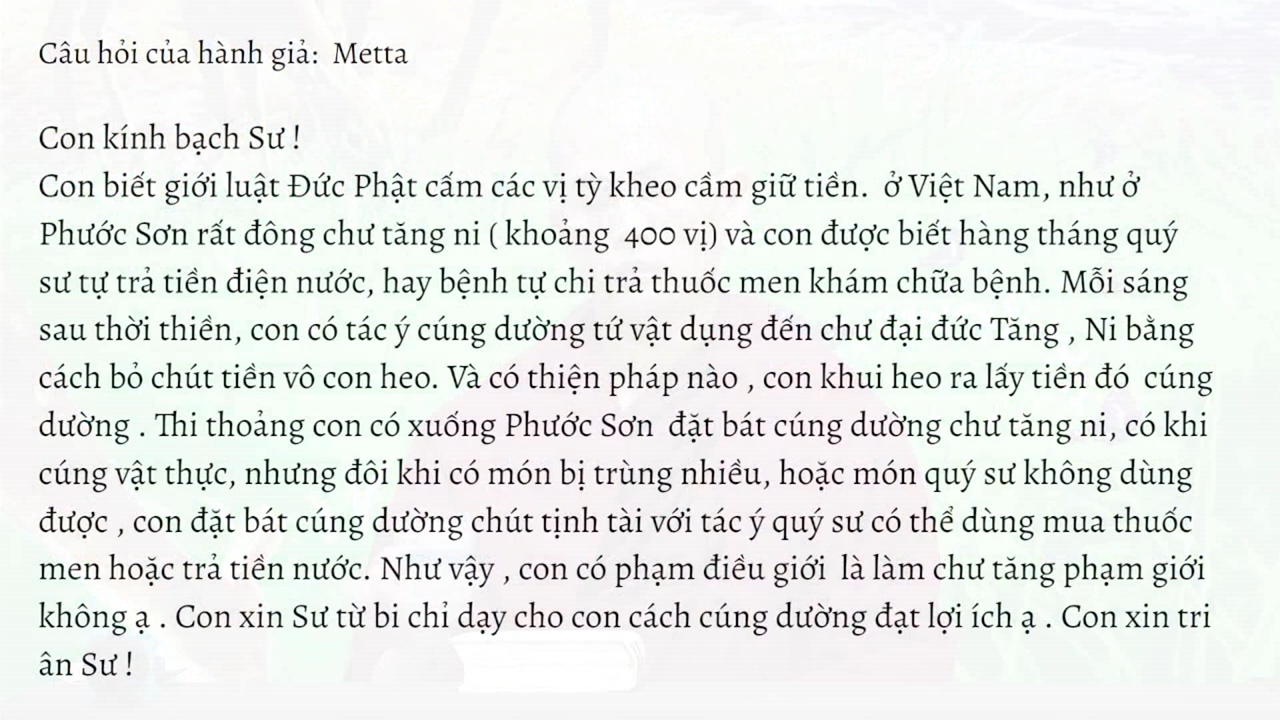 Câu hỏi của hành giả:  Metta
Con kính bạch Sư !
Con biết giới luật Đức Phật cấm các vị tỳ kheo cầm giữ tiền.  ở Việt Nam, như ở
Phước Sơn rất đông chư tăng ni ( khoảng  400 vị) và con được biết hàng tháng quý
sư tự trả tiền điện nước, hay bệnh tự chi trả thuốc men khám chữa bệnh. Mỗi sáng
sau thời thiền, con có tác ý cúng dường tứ vật dụng đến chư đại đức Tăng , Ni bằng
cách bỏ chút tiền vô con heo. Và có thiện pháp nào , con khui heo ra lấy tiền đó  cúng
dường . Thi thoảng con có xuống Phước Sơn  đặt bát cúng dường chư tăng ni, có khi
cúng vật thực, nhưng đôi khi có món bị trùng nhiều, hoặc món quý sư không dùng
được , con đặt bát cúng dường chút tịnh tài với tác ý quý sư có thể dùng mua thuốc
men hoặc trả tiền nước. Như vậy , con có phạm điều giới  là làm chư tăng phạm giới
không ạ . Con xin Sư từ bi chỉ dạy cho con cách cúng dường đạt lợi ích ạ . Con xin tri
ân Sư !